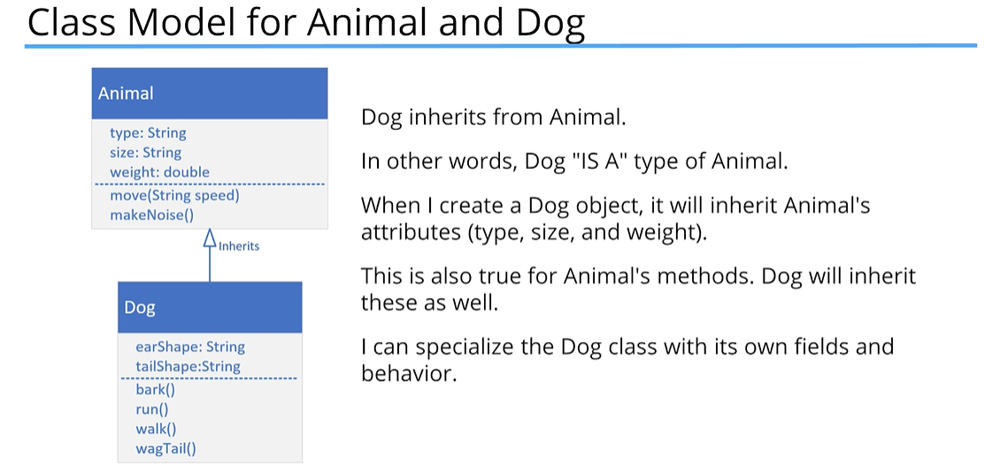 Class Model for Animal and Dog
Animal
type: String
size: String
weight: double
move(String speed)
makeNoise()
Inherits
Dog
earShape: String
tailShape:String
bark()
run()
walk()
wagTail()
Dog inherits from Animal.
In other words, Dog "IS A" type of Animal.
When I create a Dog object, it will inherit Animal's
attributes (type, size, and weight).
This is also true for Animal's methods. Dog will inherit
these as well.
I can specialize the Dog class with its own fields and
behavior.